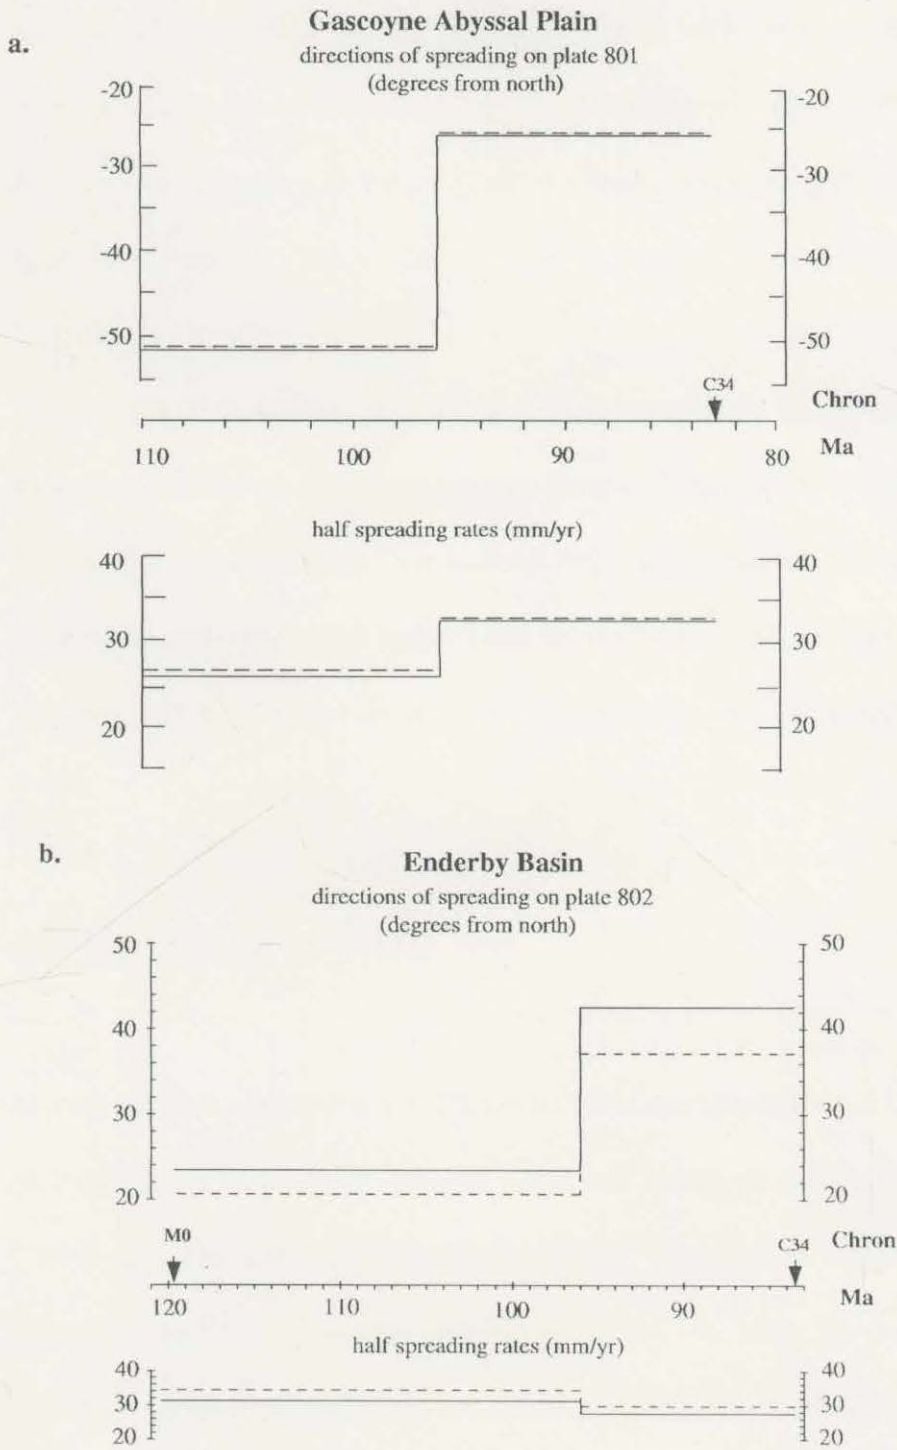 a.
Gascoyne Abyssal Plain
directions of spreading on plate 801
(degrees from north)
-20 -20
-30 -30
-40 -40
-50 -50
C34
Chron
110 100 90 80 Ma
half spreading rates (mm/yr)
40 40
30 30
20 20
b.
Enderby Basin
directions of spreading on plate 802
(degrees from north)
50 50
40 40
30 30
20 20
M0 C34 Chron
120 110 100 90 Ma
half spreading rates (mm/yr)
40 40
30 30
20 20